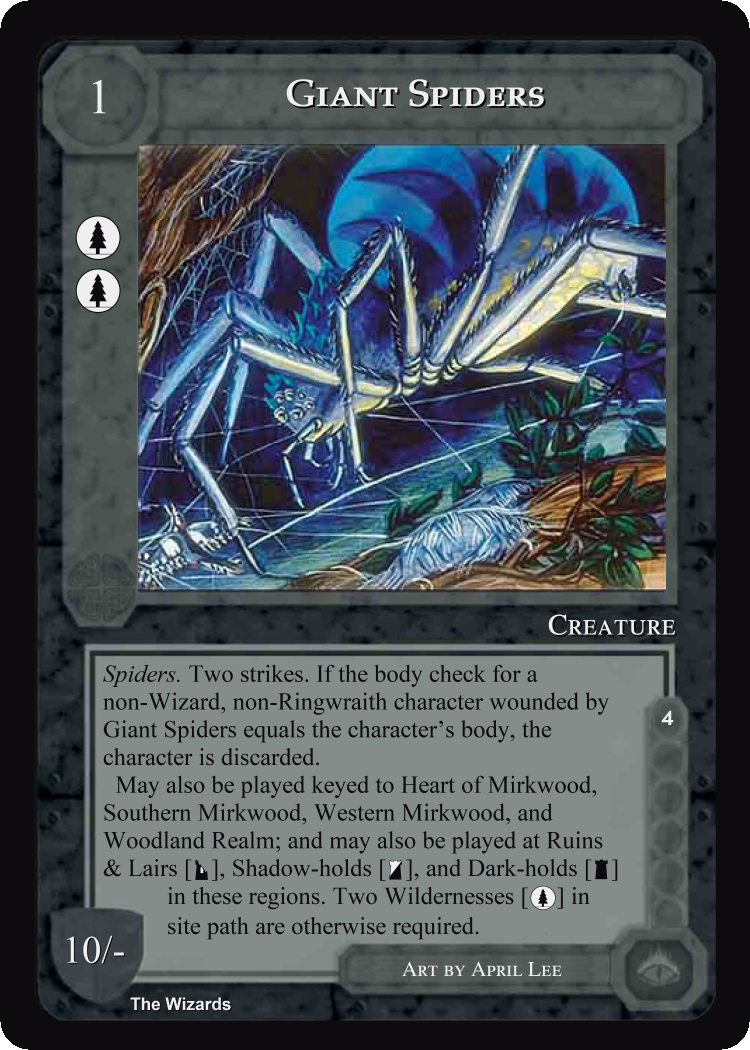 1
GIANT SPIDERS
CREATURE
Spiders. Two strikes. If the body check for a
non-Wizard, non-Ringwraith character wounded by
Giant Spiders equals the character’s body, the
character is discarded.
May also be played keyed to Heart of Mirkwood,
Southern Mirkwood, Western Mirkwood, and
Woodland Realm; and may also be played at Ruins
& Lairs [], Shadow-holds [], and Dark-holds []
in these regions. Two Wildernesses [] in
site path are otherwise required.
4
10/-
ART BY APRIL LEE
The Wizards